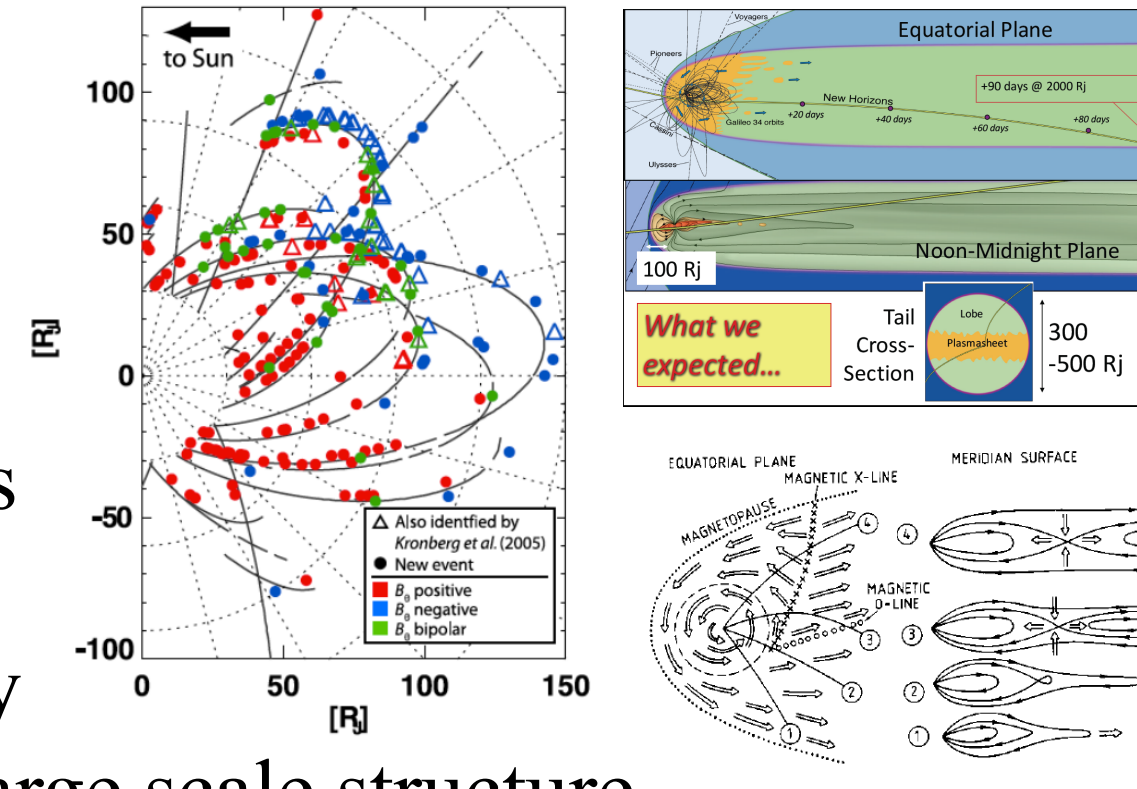 to Sun
100
50
0
-50
-100
[RJ]
0
50
100
150
[RJ]
Also identfied by
Kronberg et al. (2005)
New event
Bθ positive
Bθ negative
Bθ bipolar
s
y
arge scale structure
Voyagers
Equatorial Plane
Pioneers
+90 days @ 2000 Rj
New Horizons
+20 days
+40 days
+60 days
+80 days
Galileo 34 orbits
Cassini
Ulysses
Noon-Midnight Plane
100 Rj
What we
expected...
Tail
Cross-
Section
Lobe
Plasmasheet
300
-500 Rj
EQUATORIAL PLANE
MERIDIAN SURFACE
MAGNETIC X-LINE
MAGNETOPAUSE
4
MAGNETIC
O-LINE
3
2
1
4
3
2
1